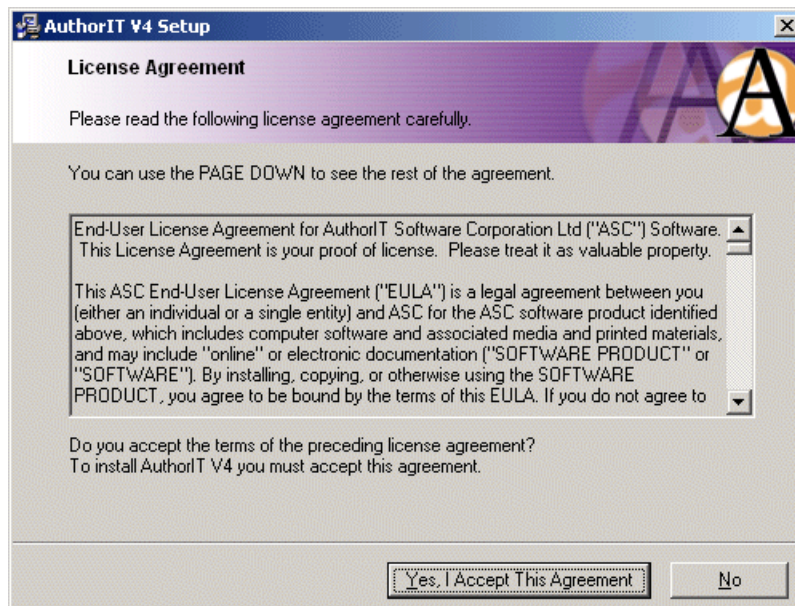 AuthorIT V4 Setup
License Agreement
Please read the following license agreement carefully.
You can use the PAGE DOWN to see the rest of the agreement.
End-User License Agreement for AuthorIT Software Corporation Ltd ("ASC") Software.
This License Agreement is your proof of license.  Please treat it as valuable property.
This ASC End-User License Agreement ("EULA") is a legal agreement between you
(either an individual or a single entity) and ASC for the ASC software product identified
above, which includes computer software and associated media and printed materials,
and may include "online" or electronic documentation ("SOFTWARE PRODUCT" or
"SOFTWARE"). By installing, copying, or otherwise using the SOFTWARE
PRODUCT, you agree to be bound by the terms of this EULA. If you do not agree to
Do you accept the terms of the preceding license agreement?
To install AuthorIT V4 you must accept this agreement.
Yes, I Accept This Agreement
No